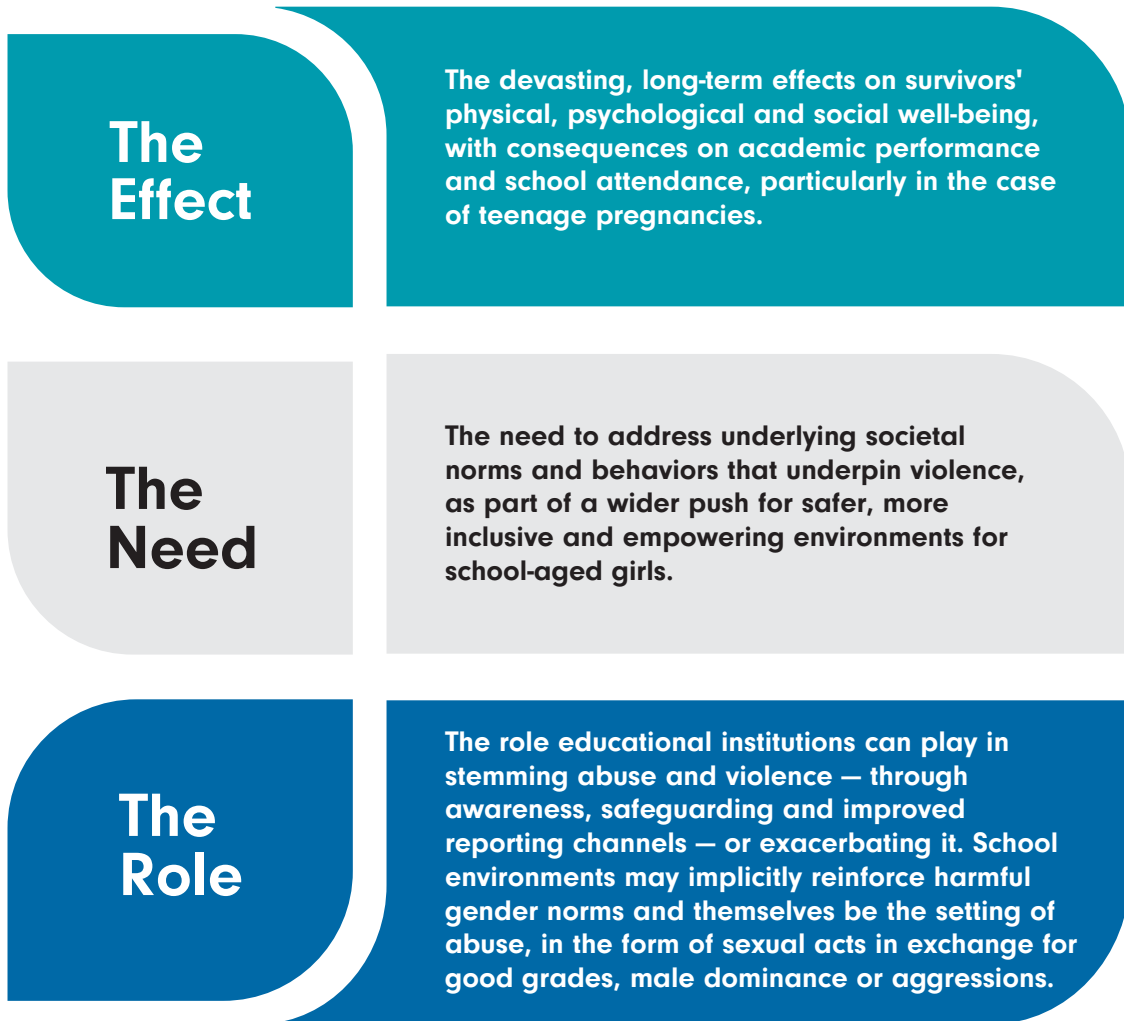 The
Effect
The devasting, long-term effects on survivors'
physical, psychological and social well-being,
with consequences on academic performance
and school attendance, particularly in the case
of teenage pregnancies.
The
Need
The need to address underlying societal
norms and behaviors that underpin violence,
as part of a wider push for safer, more
inclusive and empowering environments for
school-aged girls.
The
Role
The role educational institutions can play in
stemming abuse and violence — through
awareness, safeguarding and improved
reporting channels — or exacerbating it. School
environments may implicitly reinforce harmful
gender norms and themselves be the setting of
abuse, in the form of sexual acts in exchange for
good grades, male dominance or aggressions.